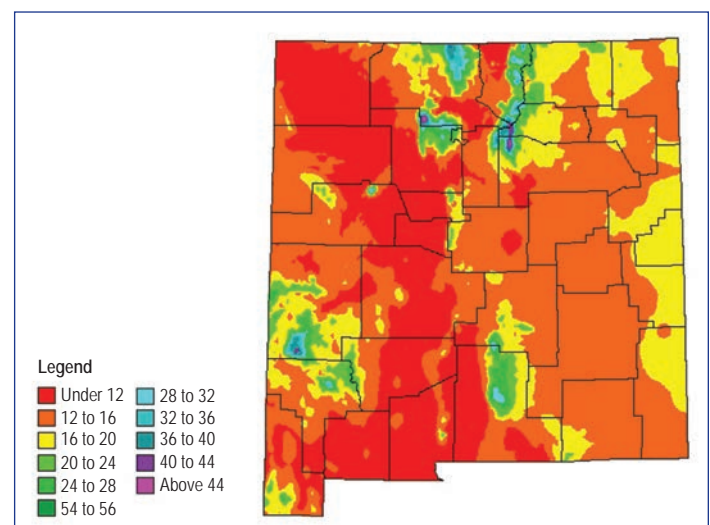 Legend
Under 12
12 to 16
16 to 20
20 to 24
24 to 28
54 to 56
28 to 32
32 to 36
36 to 40
40 to 44
Above 44